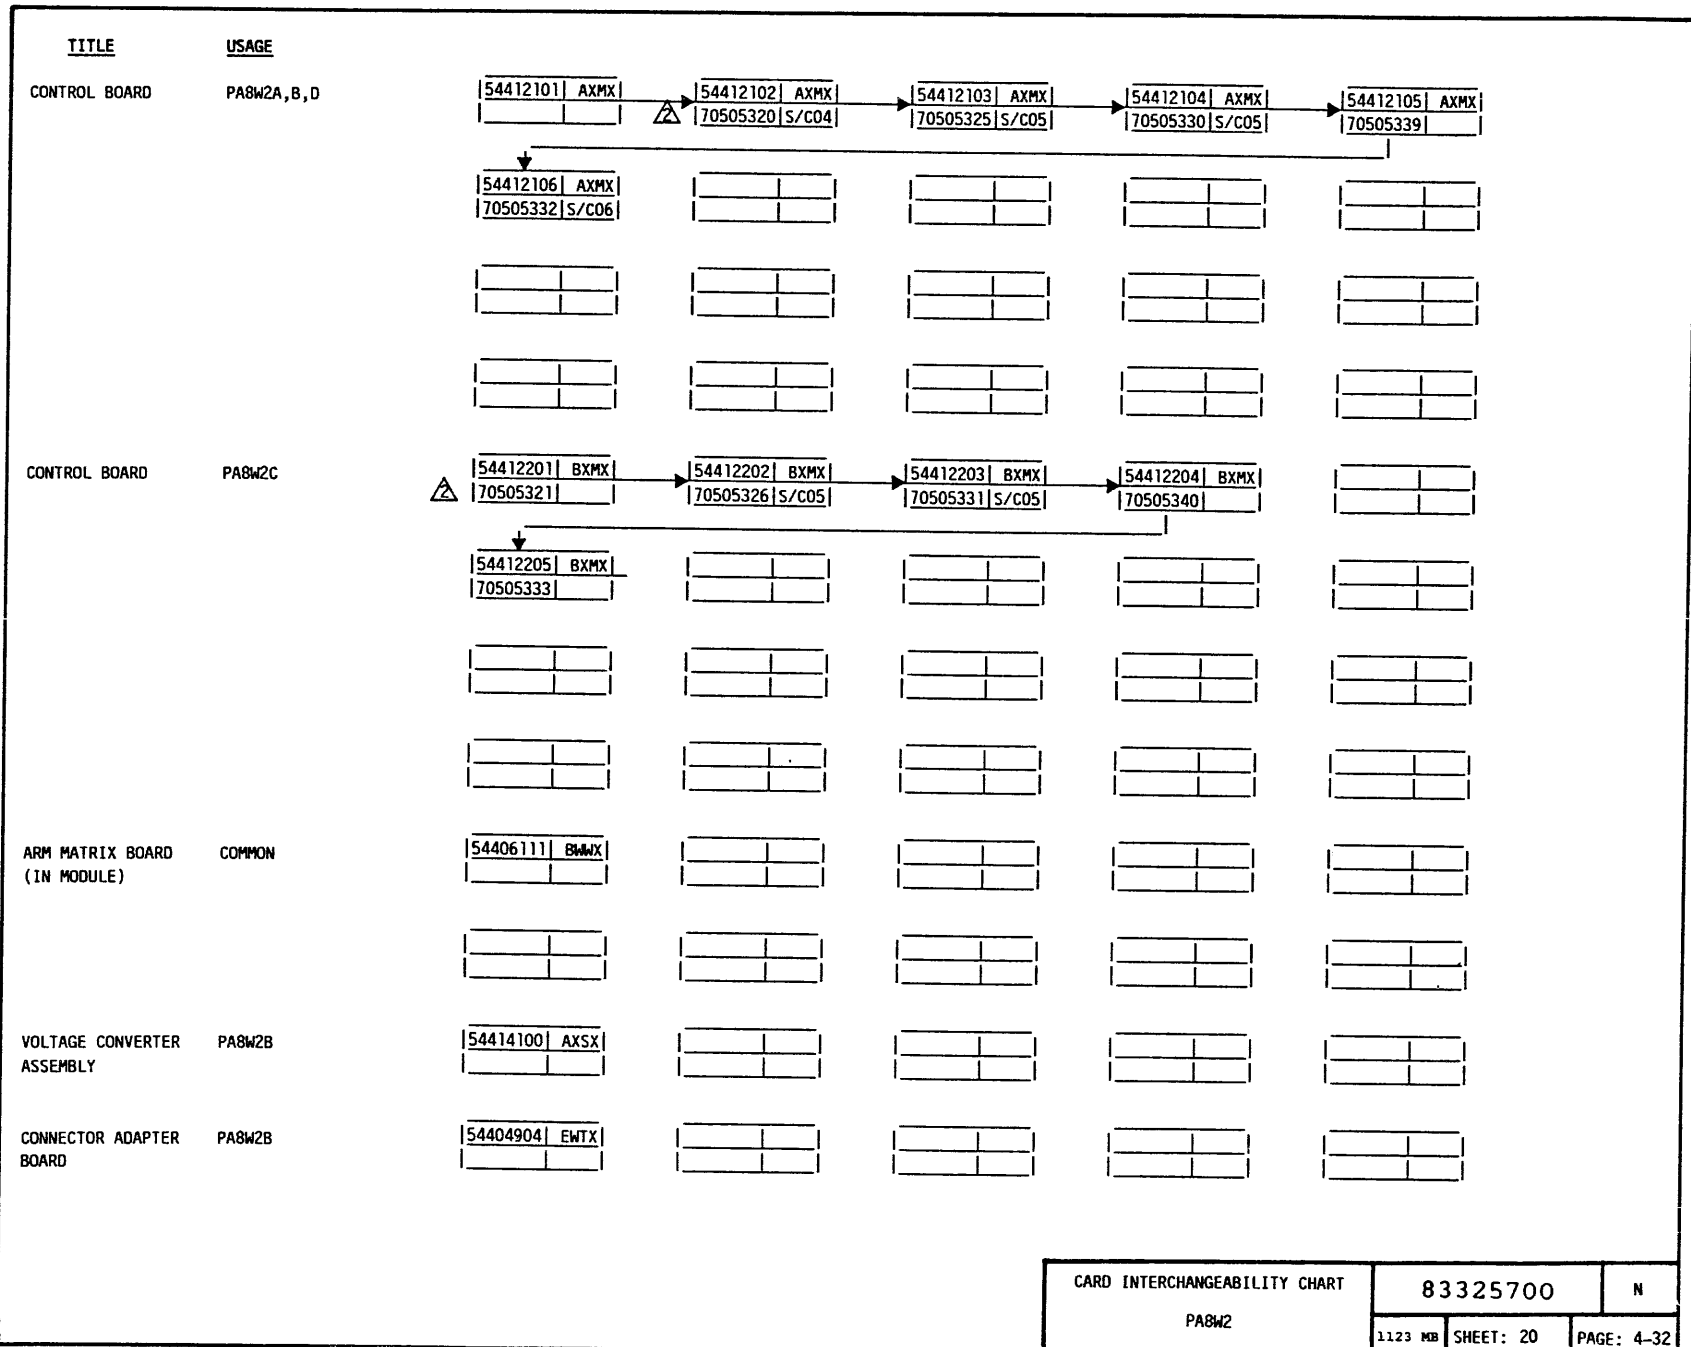 TITLE USAGE
CONTROL BOARD PA8W2A,B,D
54412101 AXMX 54412102 AXMX 54412103 AXMX 54412104 AXMX 54412105 AXMX
2 70505320 S/C04 70505325 S/C05 70505330 S/C05 70505339
54412106 AXMX
70505332 S/C06
CONTROL BOARD PA8W2C
54412201 BXMX 54412202 BXMX 54412203 BXMX 54412204 BXMX
2 70505321 70505326 S/C05 70505331 S/C05 70505340
54412205 BXMX
70505333
ARM MATRIX BOARD COMMON 54406111 BWWX
(IN MODULE)
VOLTAGE CONVERTER PA8W2B 54414100 AXSX
ASSEMBLY
CONNECTOR ADAPTER PA8W2B 54404904 EWTX
BOARD
CARD INTERCHANGEABILITY CHART 83325700 N
PA8W2
1123 MB SHEET: 20 PAGE: 4-32